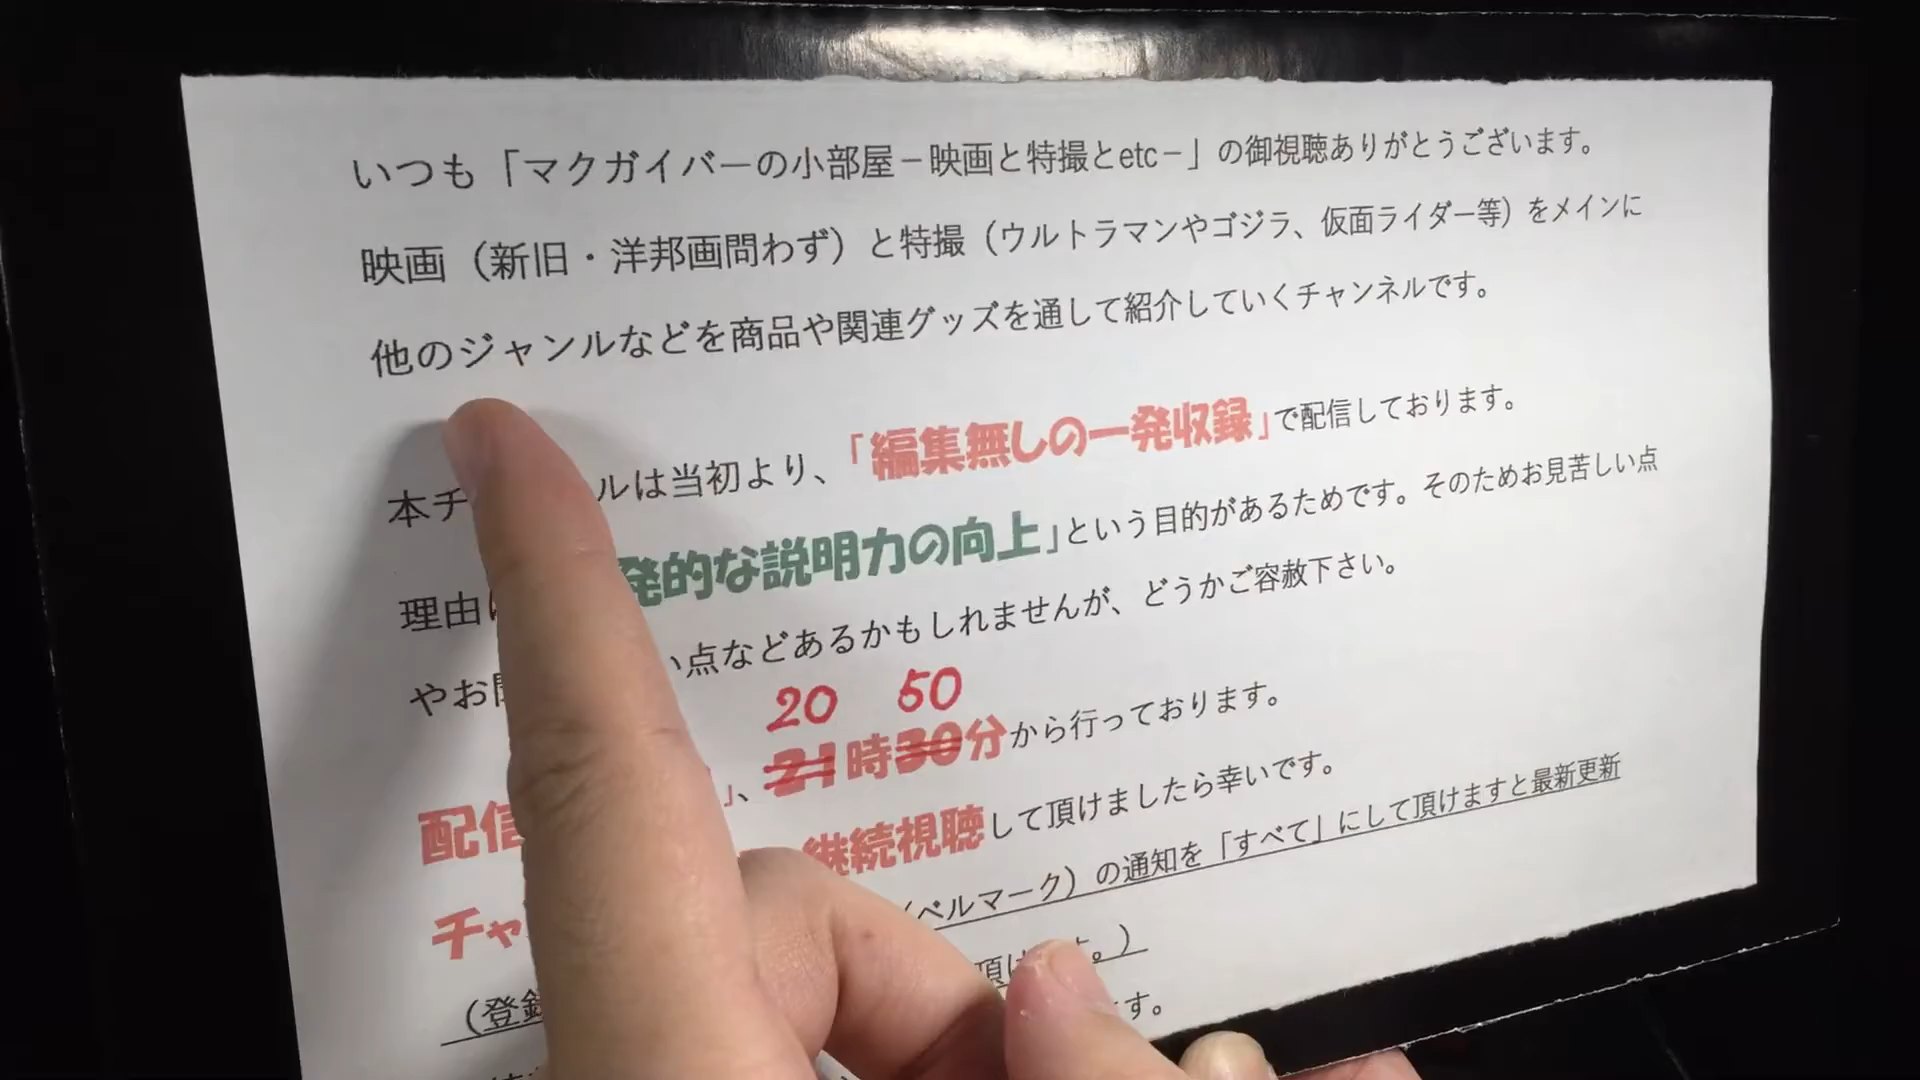 いつも「マクガイバーの小部屋－映画と特撮とetc－」の御視聴ありがとうございます。
映画（新旧・洋邦画問わず）と特撮（ウルトラマンやゴジラ、仮面ライダー等）をメインに
他のジャンルなどを商品や関連グッズを通して紹介していくチャンネルです。
本チ ルは当初より、「編集無しの一発収録」で配信しております。
理由 発的な説明力の向上」という目的があるためです。そのためお見苦しい点
やお い点などあるかもしれませんが、どうかご容赦下さい。
20 50
配信 」、21時30分から行っております。
チャ 継続視聴して頂けましたら幸いです。
（登録 （ベルマーク）の通知を「すべて」にして頂けますと最新更新
頂け す。）
す。